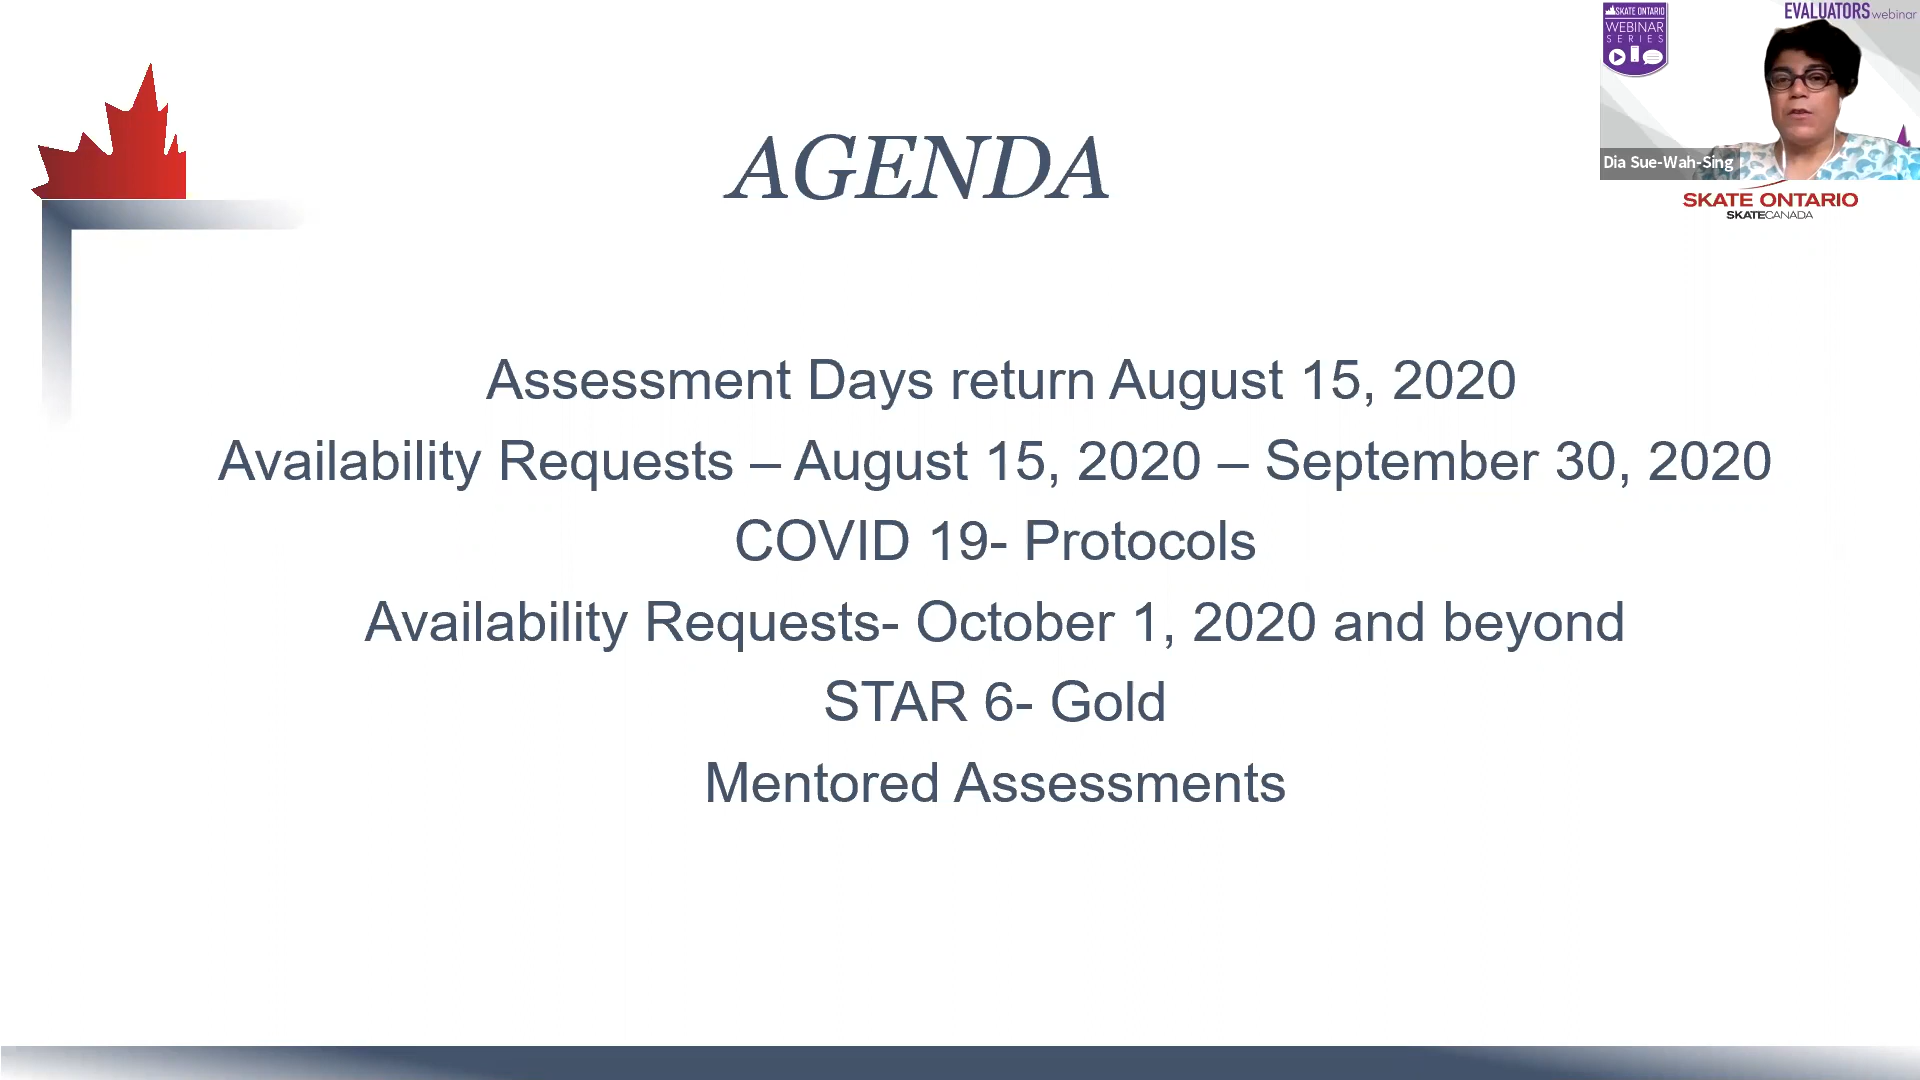 SKATE ONTARIO
WEBINAR
SERIES
EVALUATORS webinar
Dia Sue-Wah-Sing
SKATE ONTARIO
SKATECANADA
AGENDA
Assessment Days return August 15, 2020
Availability Requests – August 15, 2020 – September 30, 2020
COVID 19- Protocols
Availability Requests- October 1, 2020 and beyond
STAR 6- Gold
Mentored Assessments